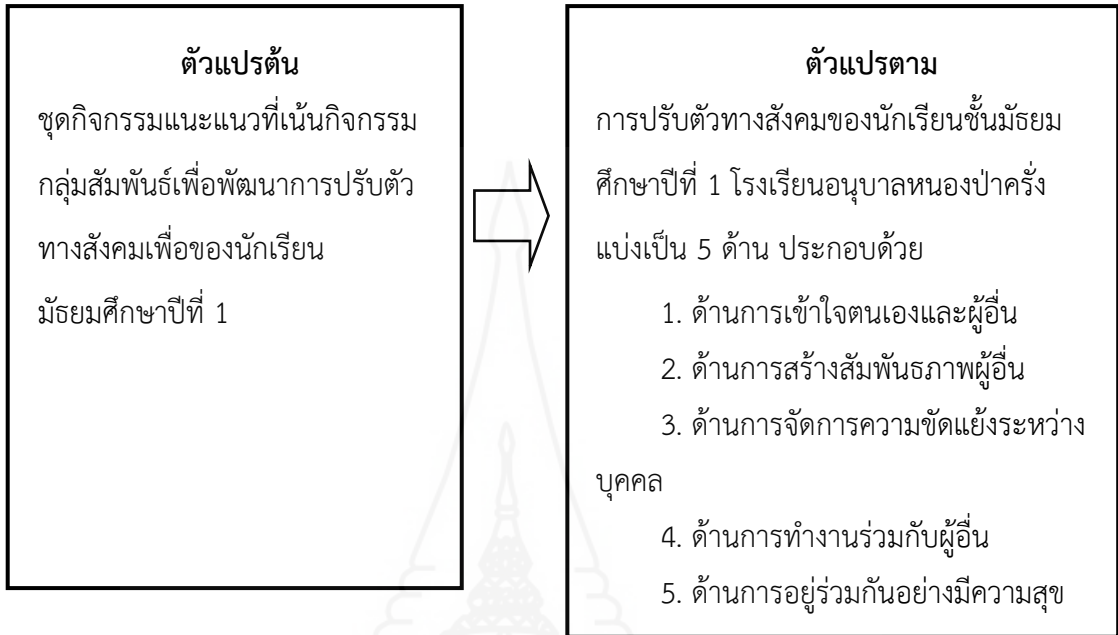 ตัวแปรต้น
ชุดกิจกรรมแนะแนวที่เน้นกิจกรรม
กลุ่มสัมพันธ์เพื่อพัฒนาการปรับตัว
ทางสังคมเพื่อของนักเรียน
มัธยมศึกษาปีที่ 1
ตัวแปรตาม
การปรับตัวทางสังคมของนักเรียนชั้นมัธยม
ศึกษาปีที่ 1 โรงเรียนอนุบาลหนองป่าครั่ง
แบ่งเป็น 5 ด้าน ประกอบด้วย
1. ด้านการเข้าใจตนเองและผู้อื่น
2. ด้านการสร้างสัมพันธภาพผู้อื่น
3. ด้านการจัดการความขัดแย้งระหว่าง
บุคคล
4. ด้านการทำงานร่วมกับผู้อื่น
5. ด้านการอยู่ร่วมกันอย่างมีความสุข